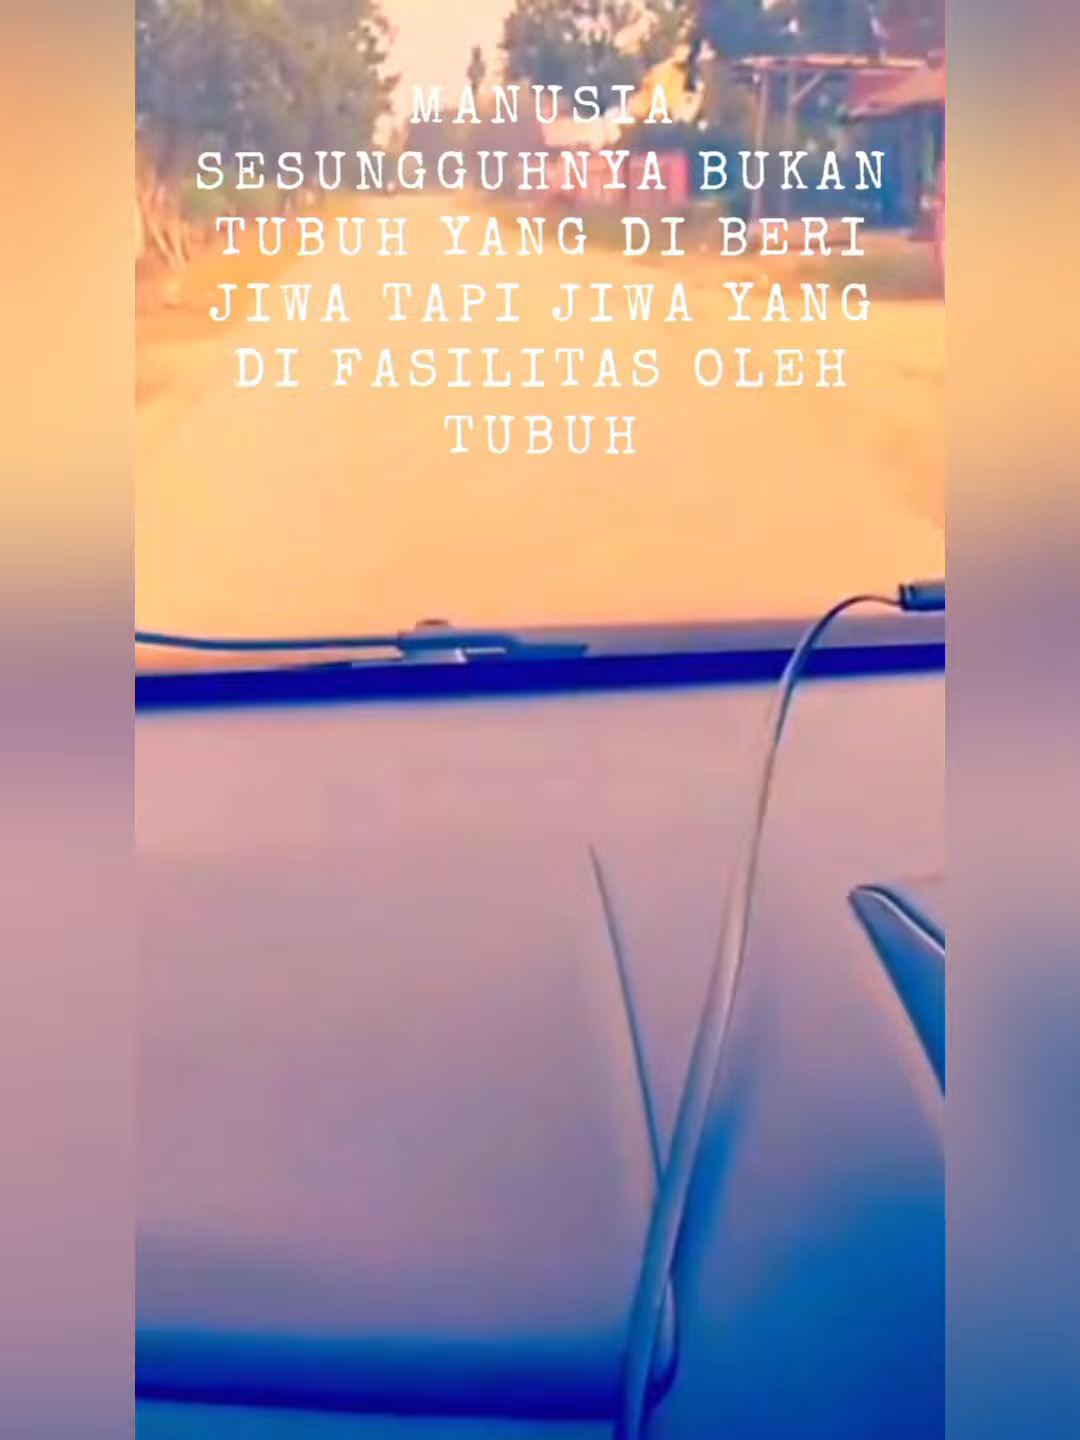 MANUSIA
SESUNGGUHNYA BUKAN
TUBUH YANG DI BERI
JIWA TAPI JIWA YANG
DI FASILITAS OLEH
TUBUH